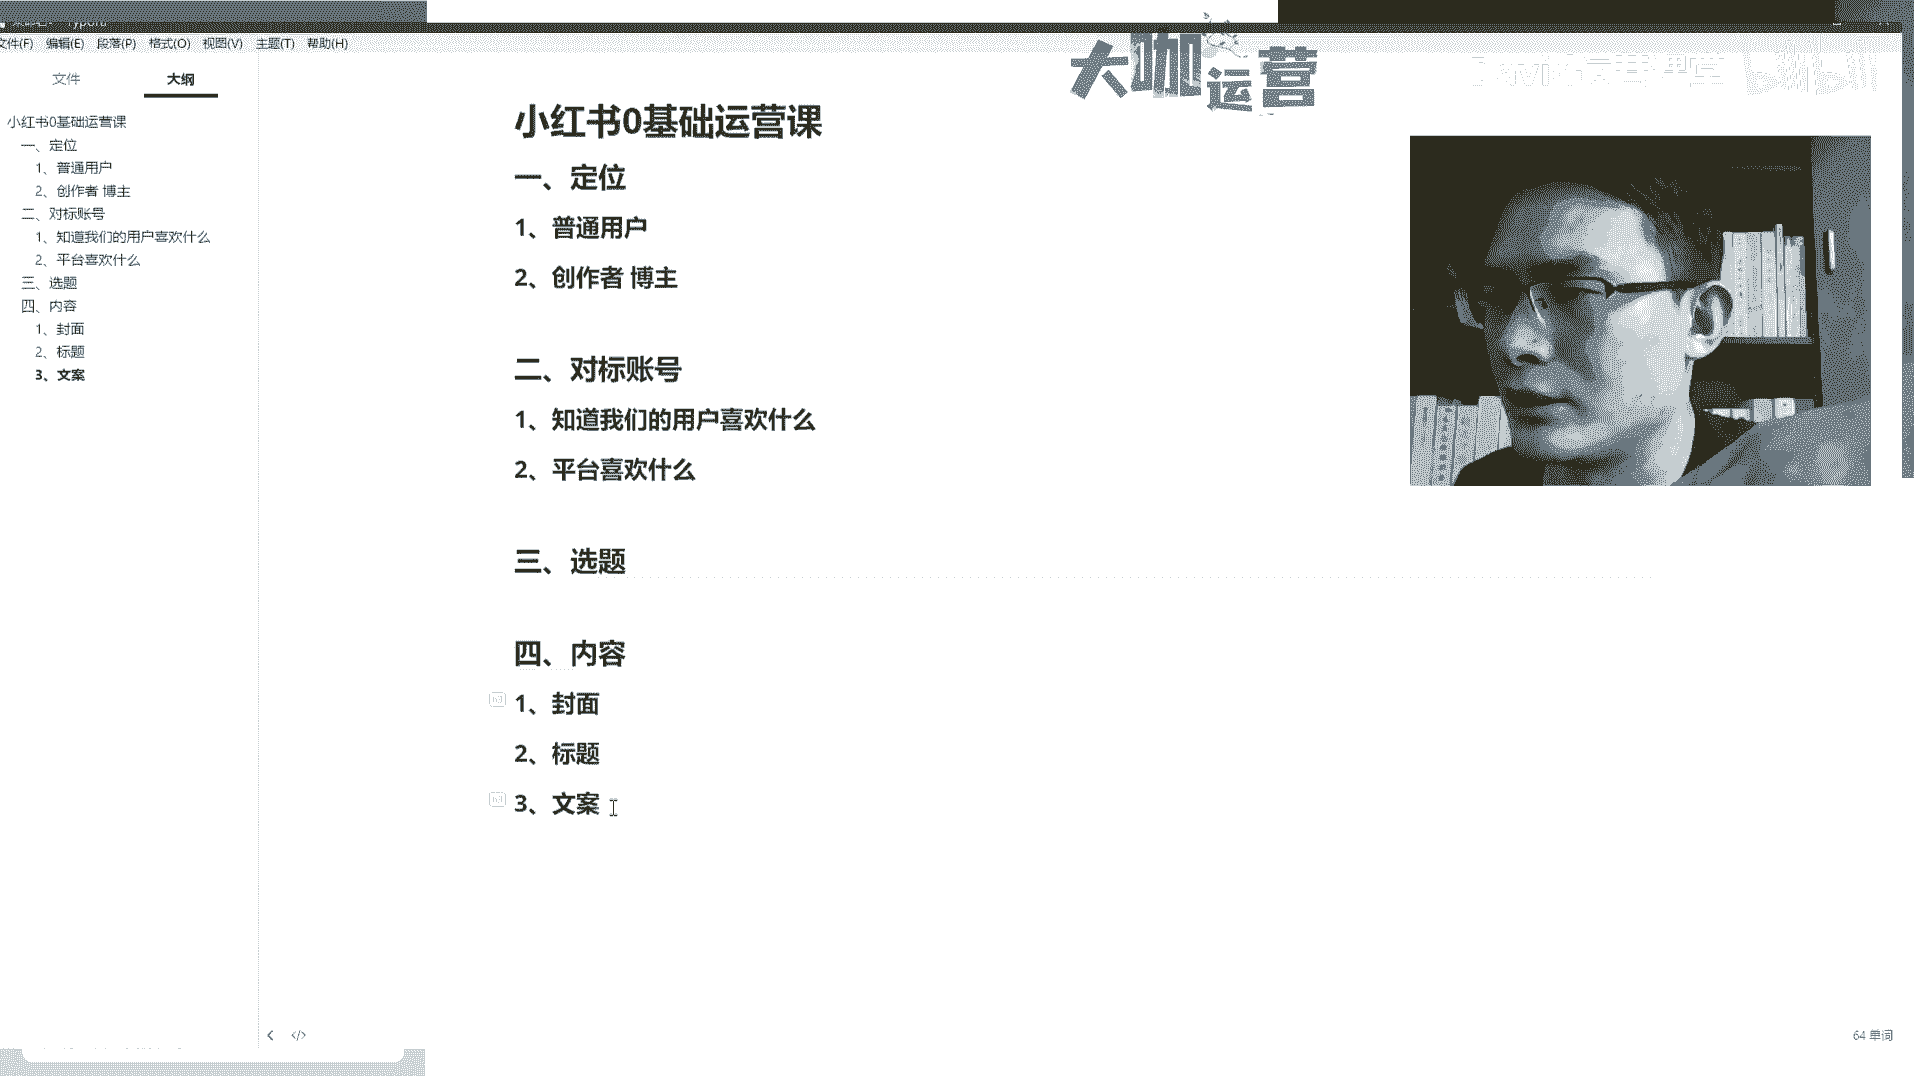 文件(F) 编辑(E) 段落(P) 格式(O) 视图(V) 主题(T) 帮助(H)
文件 大纲
小红书0基础运营课
一、定位
1、普通用户
2、创作者 博主
二、对标账号
1、知道我们的用户喜欢什么
2、平台喜欢什么
三、选题
四、内容
1、封面
2、标题
3、文案
大咖运营
小红书0基础运营课
一、定位
1、普通用户
2、创作者 博主
二、对标账号
1、知道我们的用户喜欢什么
2、平台喜欢什么
三、选题
四、内容
1、封面
2、标题
3、文案
64 单词